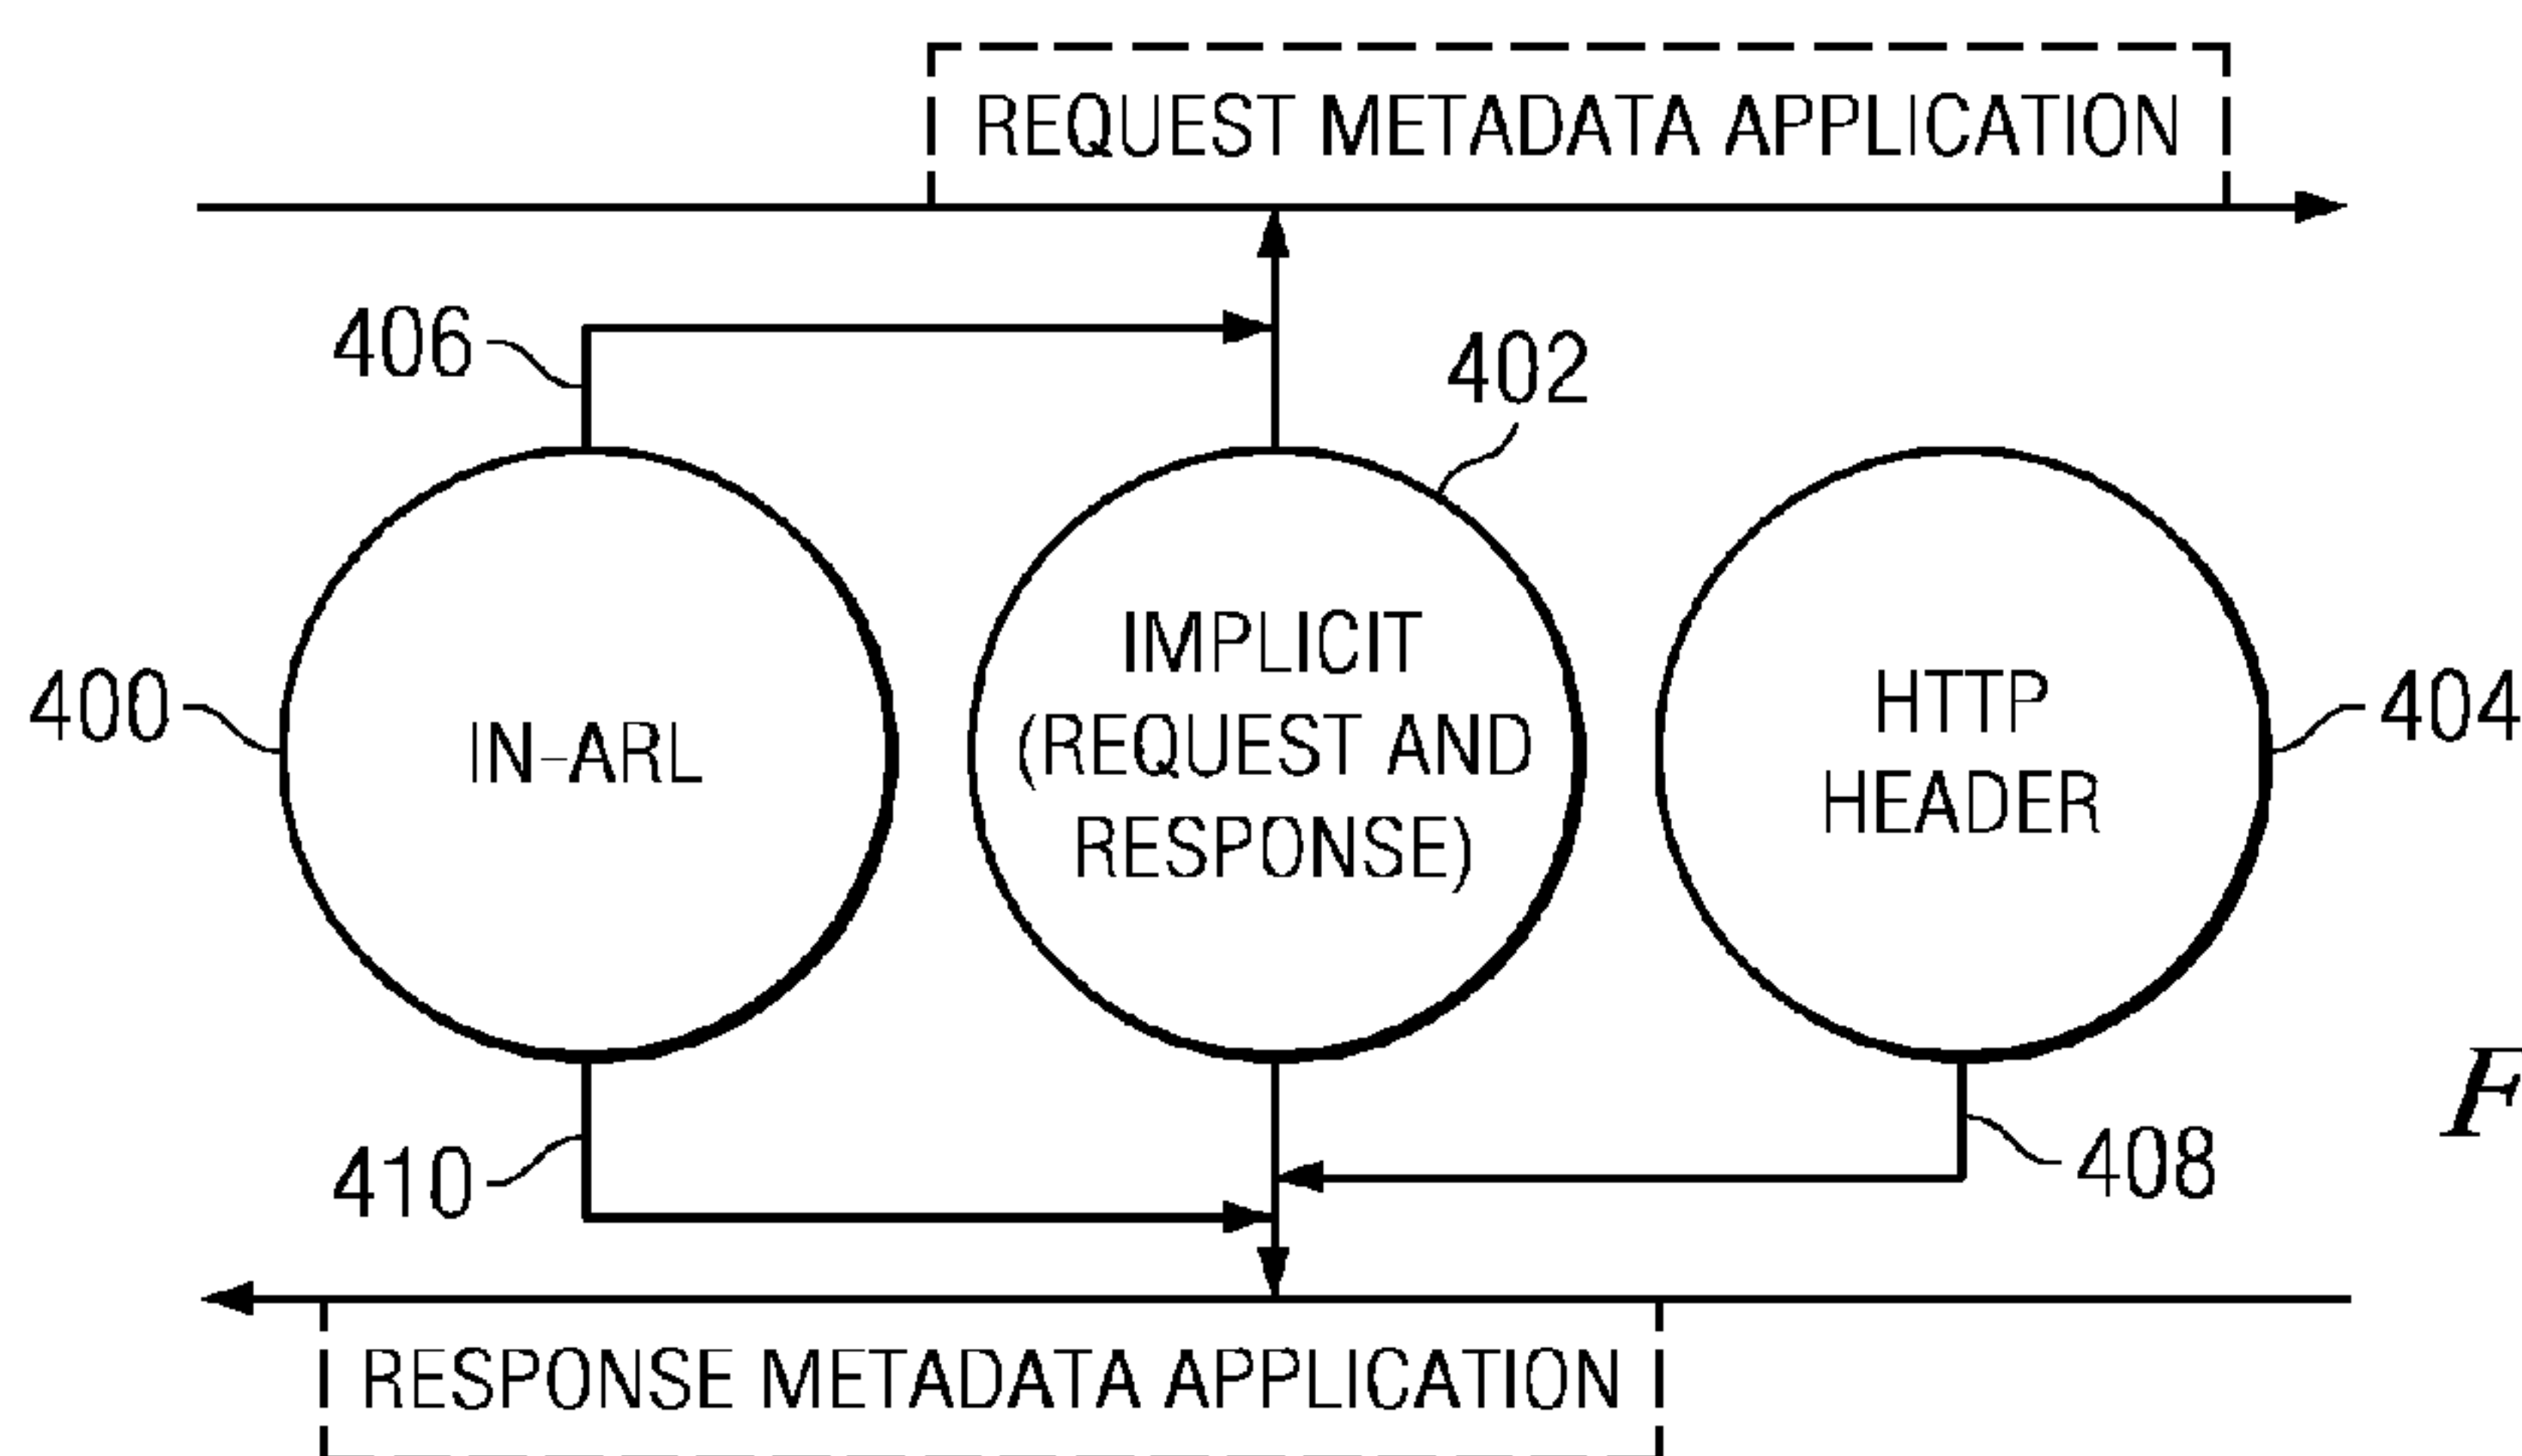 REQUEST METADATA APPLICATION
406
402
400
IN-ARL
IMPLICIT
(REQUEST AND
RESPONSE)
HTTP
HEADER
404
410
408
F
RESPONSE METADATA APPLICATION